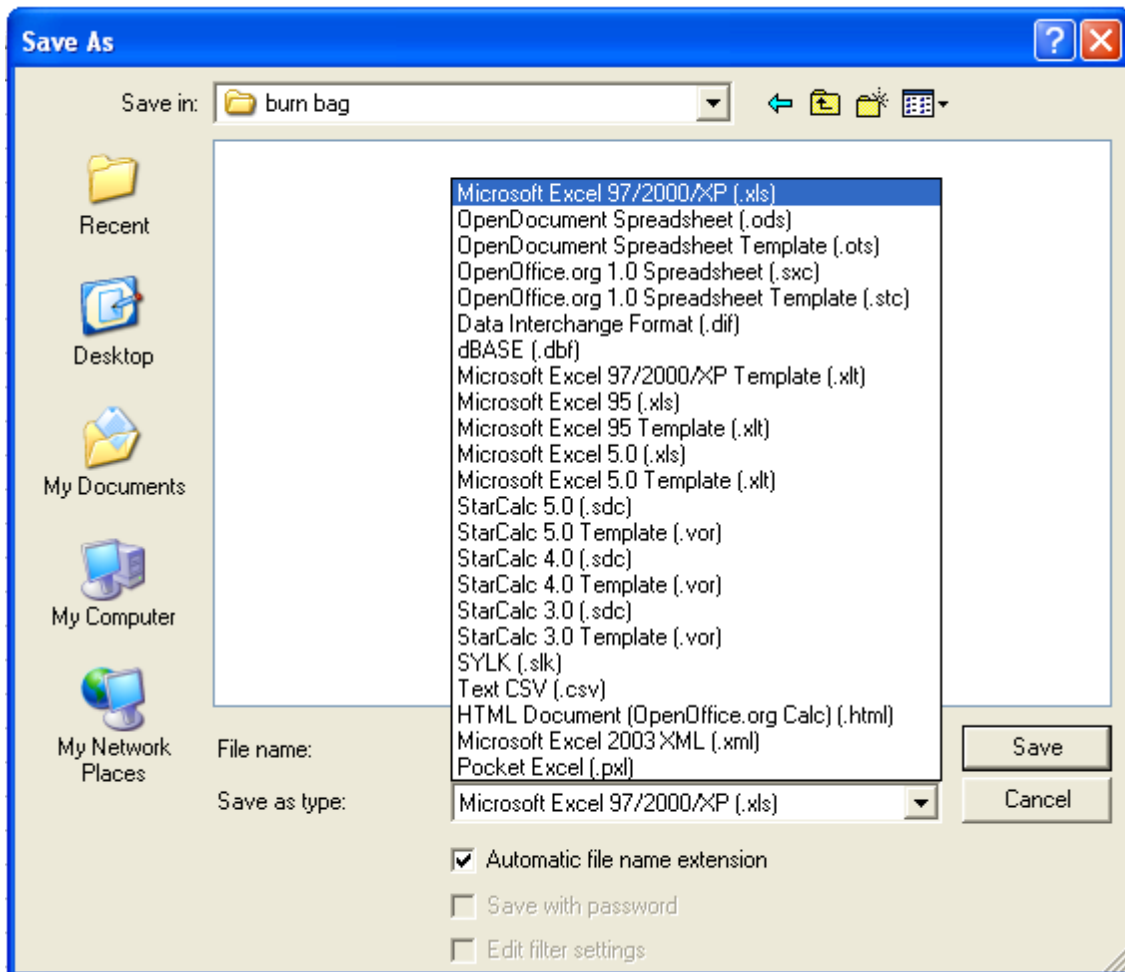 Save As
Save in:
burn bag
Recent
Desktop
My Documents
My Computer
My Network
Places
Microsoft Excel 97/2000/XP (.xls)
OpenDocument Spreadsheet (.ods)
OpenDocument Spreadsheet Template (.ots)
OpenOffice.org 1.0 Spreadsheet (.sxc)
OpenOffice.org 1.0 Spreadsheet Template (.stc)
Data Interchange Format (.dif)
dBASE (.dbf)
Microsoft Excel 97/2000/XP Template (.xlt)
Microsoft Excel 95 (.xls)
Microsoft Excel 95 Template (.xlt)
Microsoft Excel 5.0 (.xls)
Microsoft Excel 5.0 Template (.xlt)
StarCalc 5.0 (.sdc)
StarCalc 5.0 Template (.vor)
StarCalc 4.0 (.sdc)
StarCalc 4.0 Template (.vor)
StarCalc 3.0 (.sdc)
StarCalc 3.0 Template (.vor)
SYLK (.slk)
Text CSV (.csv)
HTML Document (OpenOffice.org Calc) (.html)
Microsoft Excel 2003 XML (.xml)
Pocket Excel (.pxl)
File name:
Save
Save as type:
Microsoft Excel 97/2000/XP (.xls)
Cancel
Automatic file name extension
Save with password
Edit filter settings